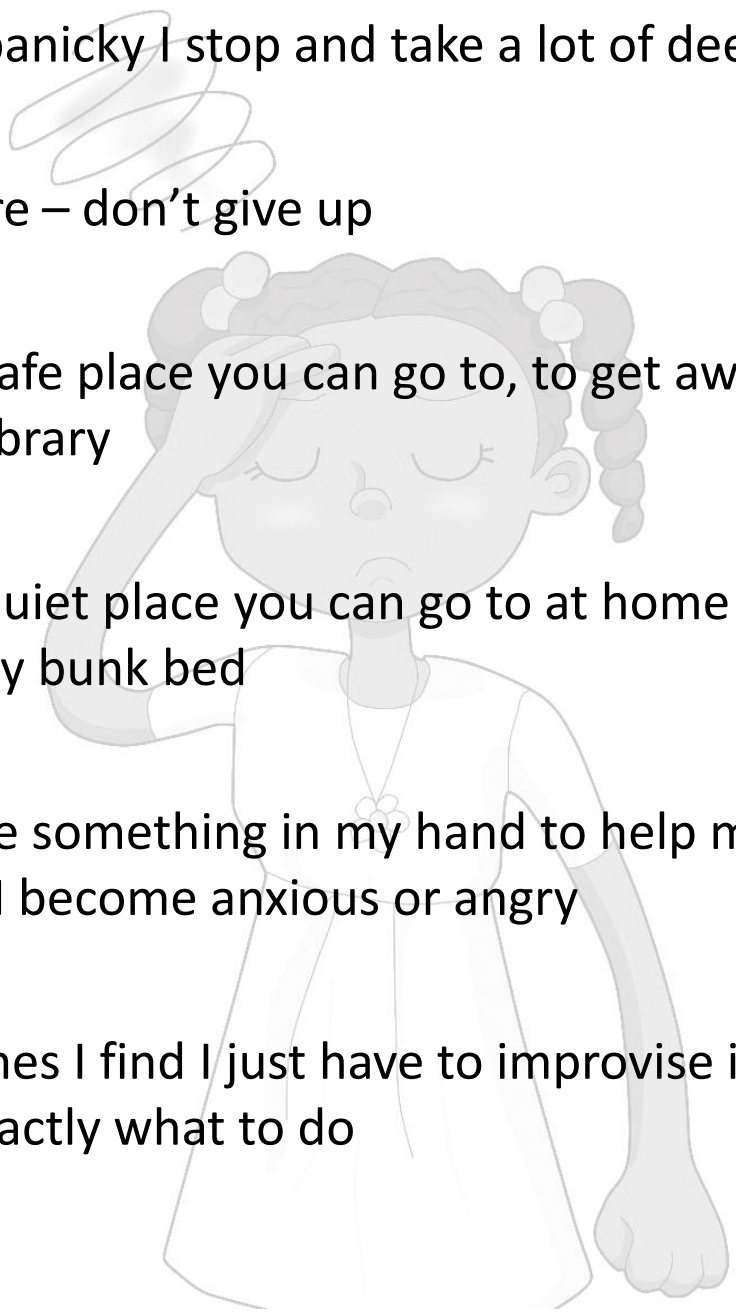 panicky I stop and take a lot of dee
re – don’t give up
afe place you can go to, to get aw
brary
uiet place you can go to at home
y bunk bed
e something in my hand to help m
I become anxious or angry
nes I find I just have to improvise i
actly what to do